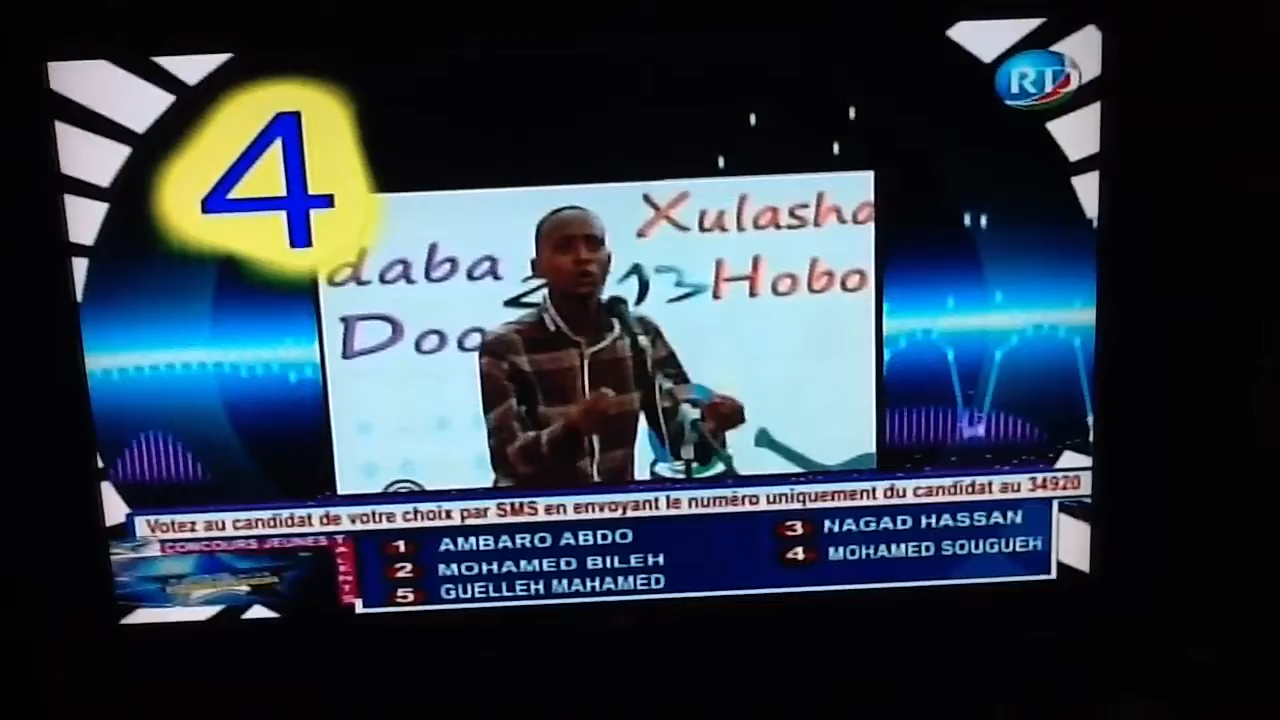 4
RTD
Xulasha
daba 2013 Hobo
Doo
Votez au candidat de votre choix par SMS en envoyant le numéro uniquement du candidat au 34920
CONCOURS JEUNES TALENTS
1 AMBARO ABDO
2 MOHAMED BILEH
5 GUELLEH MAHAMED
3 NAGAD HASSAN
4 MOHAMED SOUGUEH